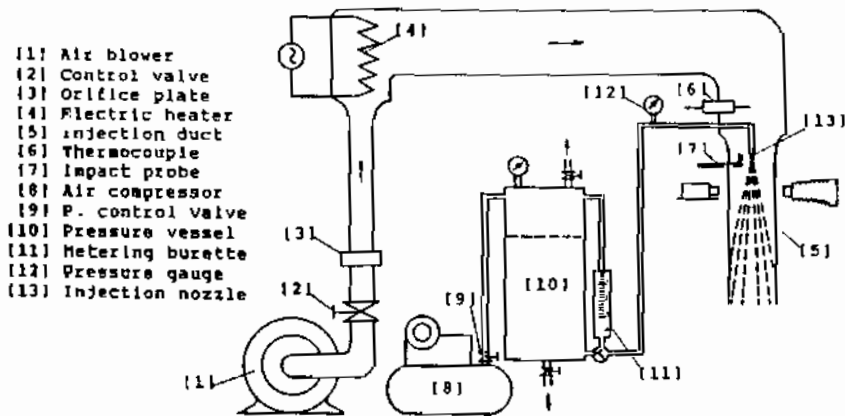 [1] Air blower
[2] Control valve
[3] Orifice plate
[4] Electric heater
[5] Injection duct
[6] Thermocouple
[7] Impact probe
[8] Air compressor
[9] P. control valve
[10] Pressure vessel
[11] Metering burette
[12] Pressure gauge
[13] Injection nozzle
[4]
[6]
[12]
[13]
[7]
[3]
[5]
[2]
[9]
[10]
[1]
[8]
[11]